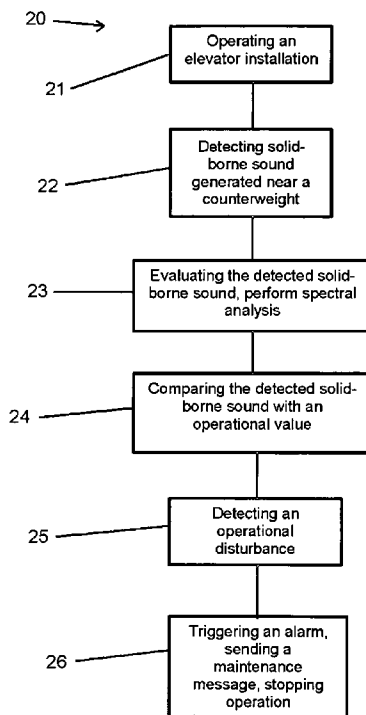 20
Operating an
elevator installation
21
Detecting solid-
borne sound
generated near a
counterweight
22
Evaluating the detected solid-
borne sound, perform spectral
analysis
23
Comparing the detected solid-
borne sound with an
operational value
24
Detecting an
operational
disturbance
25
Triggering an alarm,
sending a
maintenance
message, stopping
operation
26